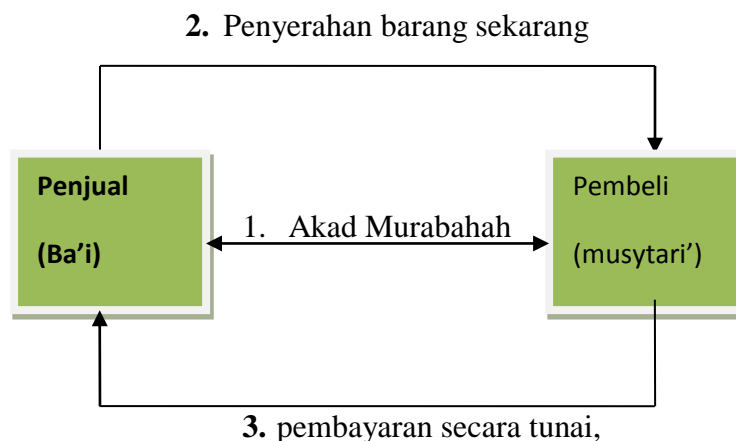 2. Penyerahan barang sekarang
Penjual
(Ba’i)
1. Akad Murabahah
Pembeli
(musytari’)
3. pembayaran secara tunai,